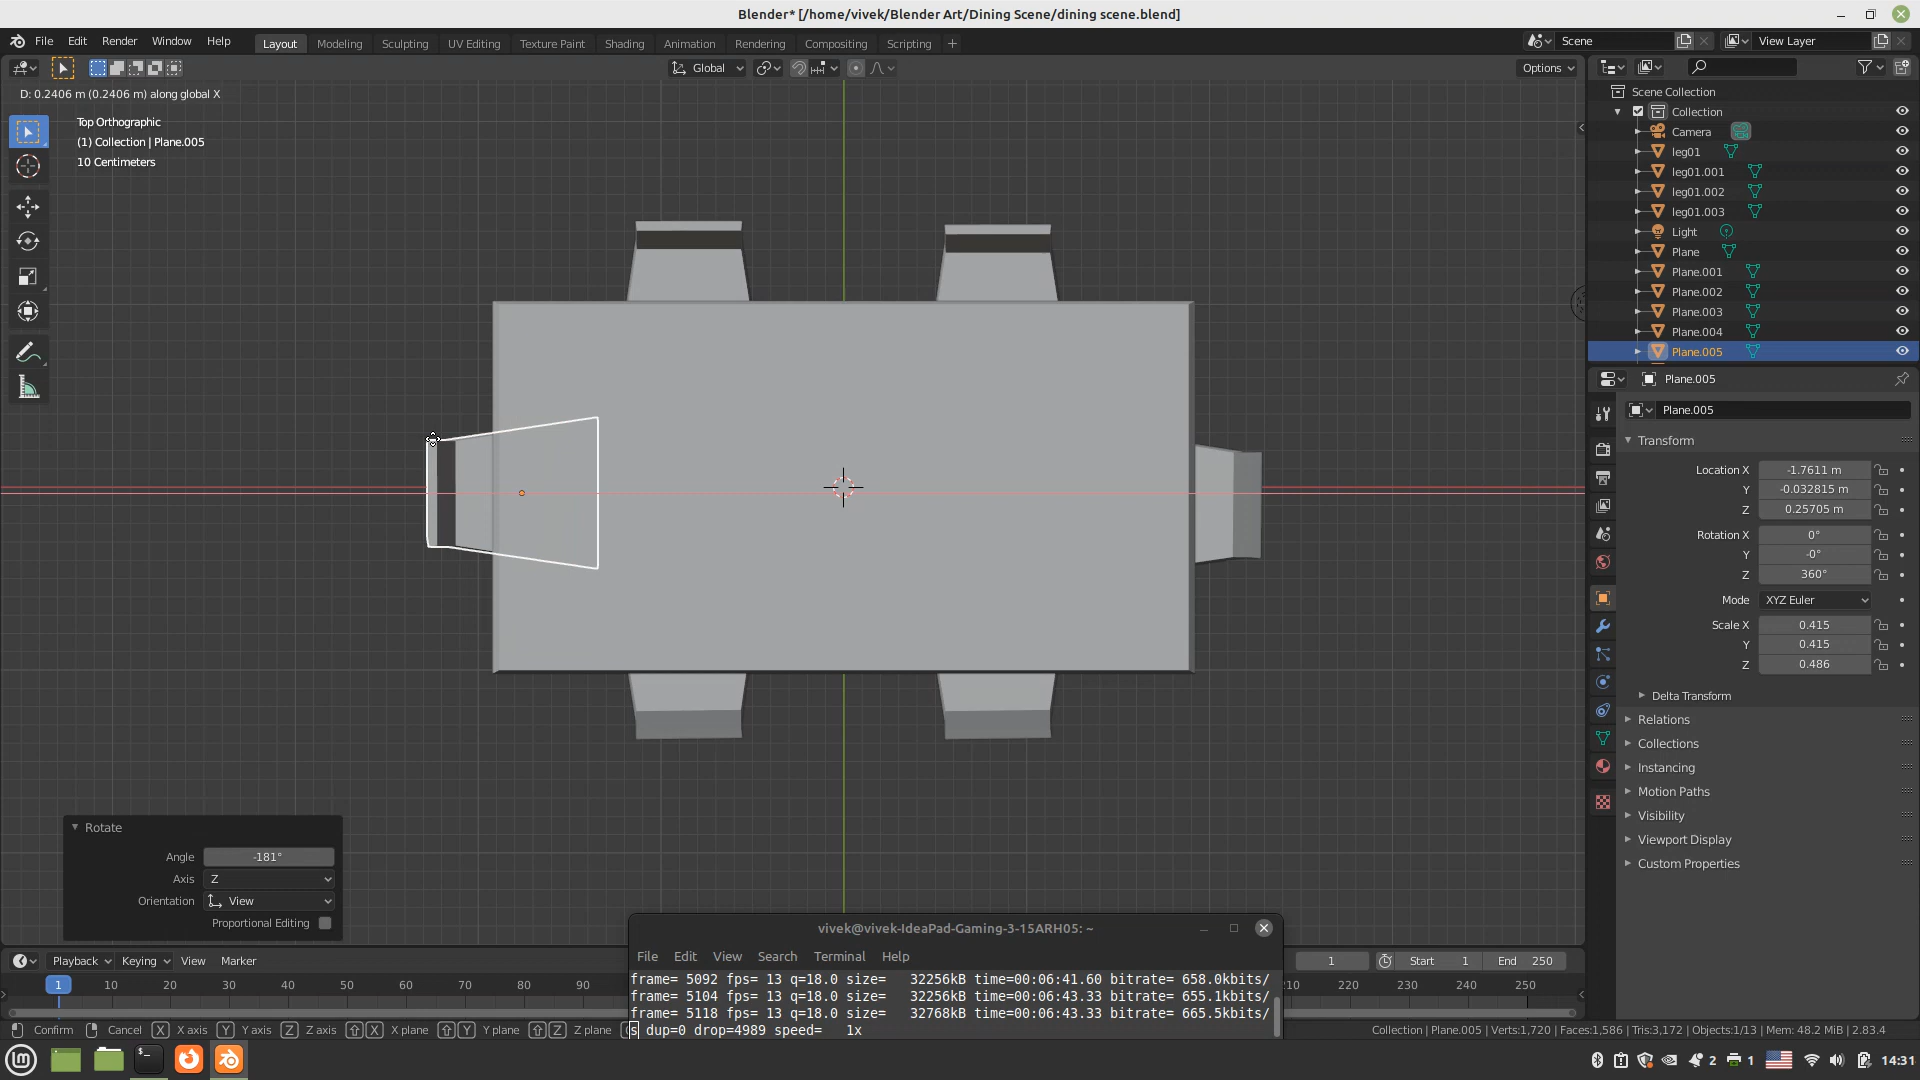 Blender* [/home/vivek/Blender Art/Dining Scene/dining scene.blend]
File Edit Render Window Help
Layout Modeling Sculpting UV Editing Texture Paint Shading Animation Rendering Compositing Scripting +
Scene
View Layer
Global
Options
D: 0.2406 m (0.2406 m) along global X
Top Orthographic
(1) Collection | Plane.005
10 Centimeters
Scene Collection
Collection
Camera
leg01
leg01.001
leg01.002
leg01.003
Light
Plane
Plane.001
Plane.002
Plane.003
Plane.004
Plane.005
Plane.005
Plane.005
Transform
Location X -1.7611 m
Y -0.032815 m
Z 0.25705 m
Rotation X 0°
Y -0°
Z 360°
Mode XYZ Euler
Scale X 0.415
Y 0.415
Z 0.486
Delta Transform
Relations
Collections
Instancing
Motion Paths
Visibility
Viewport Display
Custom Properties
Rotate
Angle -181°
Axis Z
Orientation View
Proportional Editing
vivek@vivek-IdeaPad-Gaming-3-15ARH05: ~
File Edit View Search Terminal Help
frame= 5092 fps= 13 q=18.0 size= 32256kB time=00:06:41.60 bitrate= 658.0kbits/
frame= 5104 fps= 13 q=18.0 size= 32256kB time=00:06:43.33 bitrate= 655.1kbits/
frame= 5118 fps= 13 q=18.0 size= 32768kB time=00:06:43.33 bitrate= 665.5kbits/
s dup=0 drop=4989 speed= 1x
Playback Keying View Marker
1 Start 1 End 250
1 10 20 30 40 50 60 70 80 90 210 220 230 240 250
Confirm Cancel X X axis Y Y axis Z Z axis X X plane Y Y plane Z Z plane
Collection | Plane.005 | Verts:1,720 | Faces:1,586 | Tris:3,172 | Objects:1/13 | Mem: 48.2 MiB | 2.83.4
2 1 14:31